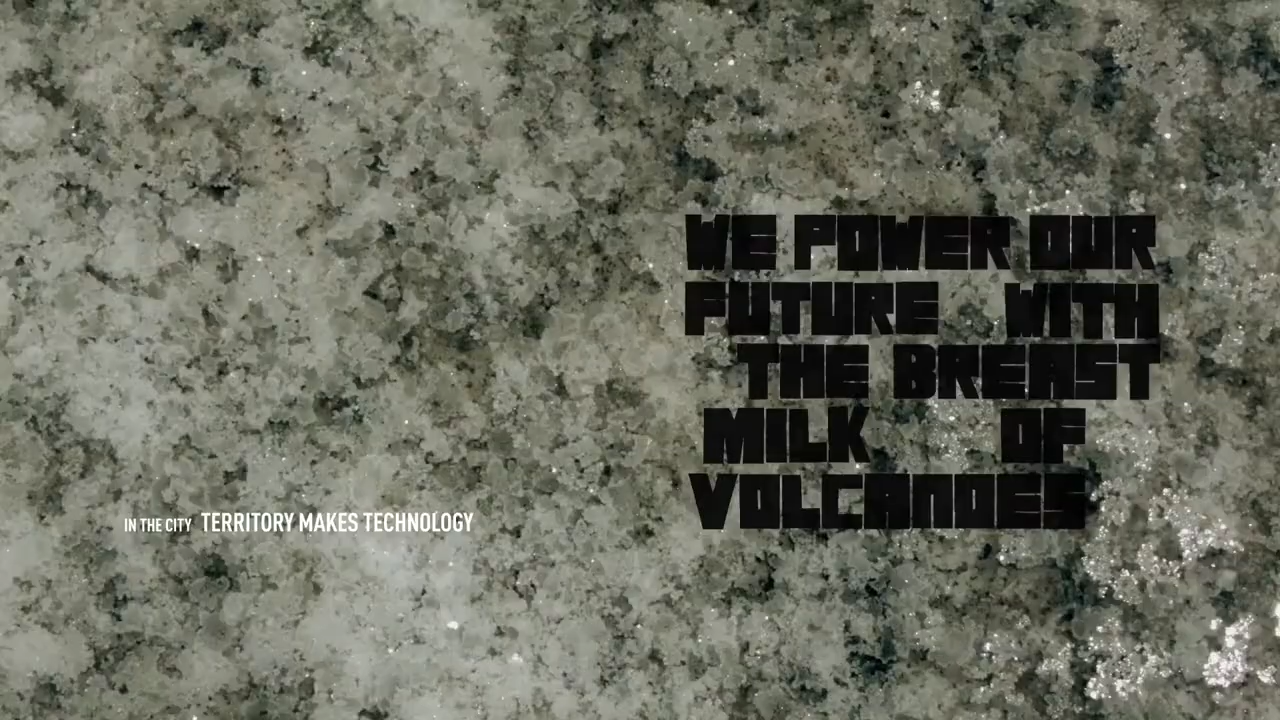 WE POWER OUR
FUTURE WITH
THE BREAST
MILK OF
VOLCANOES
IN THE CITY TERRITORY MAKES TECHNOLOGY